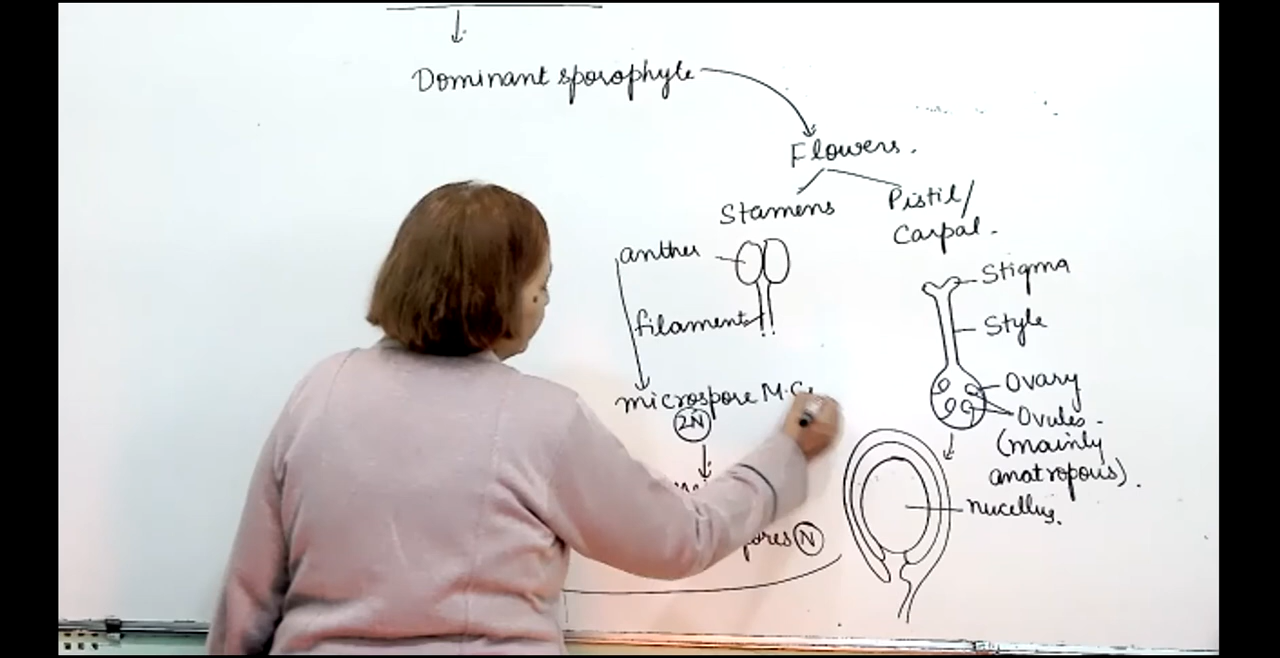 Dominant sporophyte
Flowers.
Stamens
Pistil/
Carpal.
anther
filament
Stigma
Style
Ovary
Ovules.
(mainly
anatropous).
nucellus.
microspore M.C
2N
N